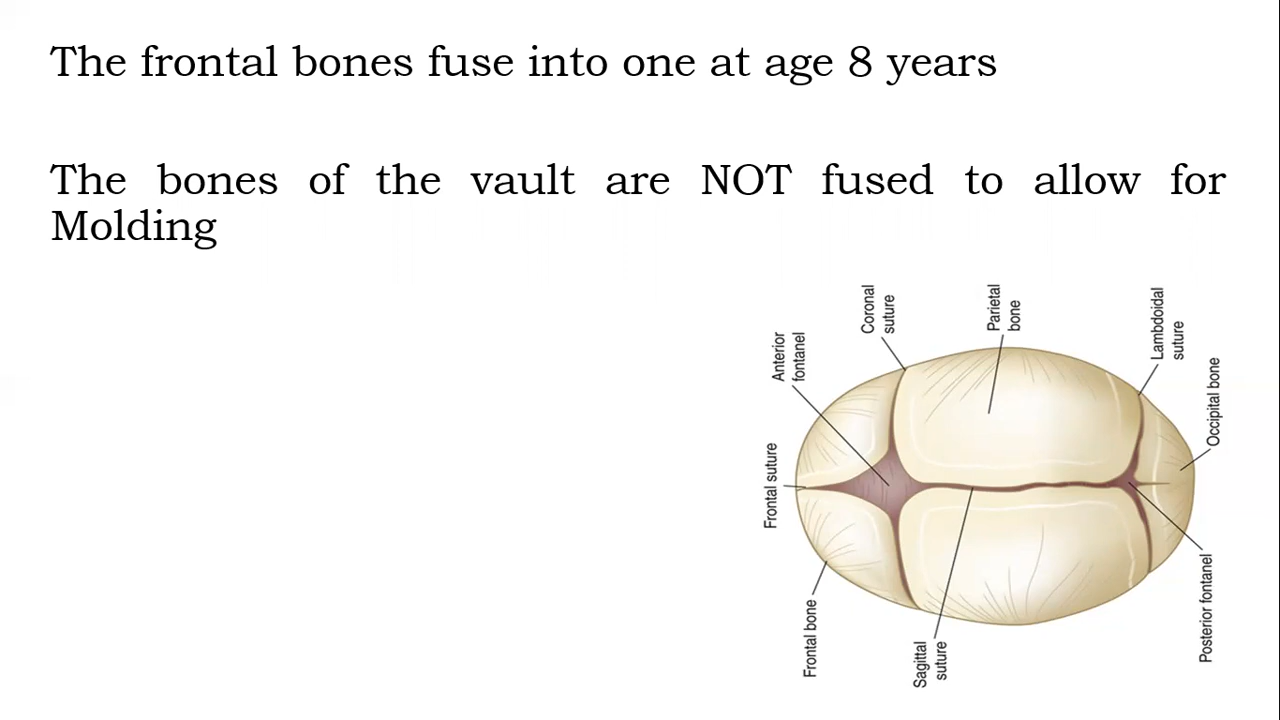 The frontal bones fuse into one at age 8 years
The bones of the vault are NOT fused to allow for
Molding
Coronal
suture
Parietal
bone
Lambdoidal
suture
Anterior
fontanel
Occipital bone
Frontal suture
Frontal bone
Sagittal
suture
Posterior fontanel